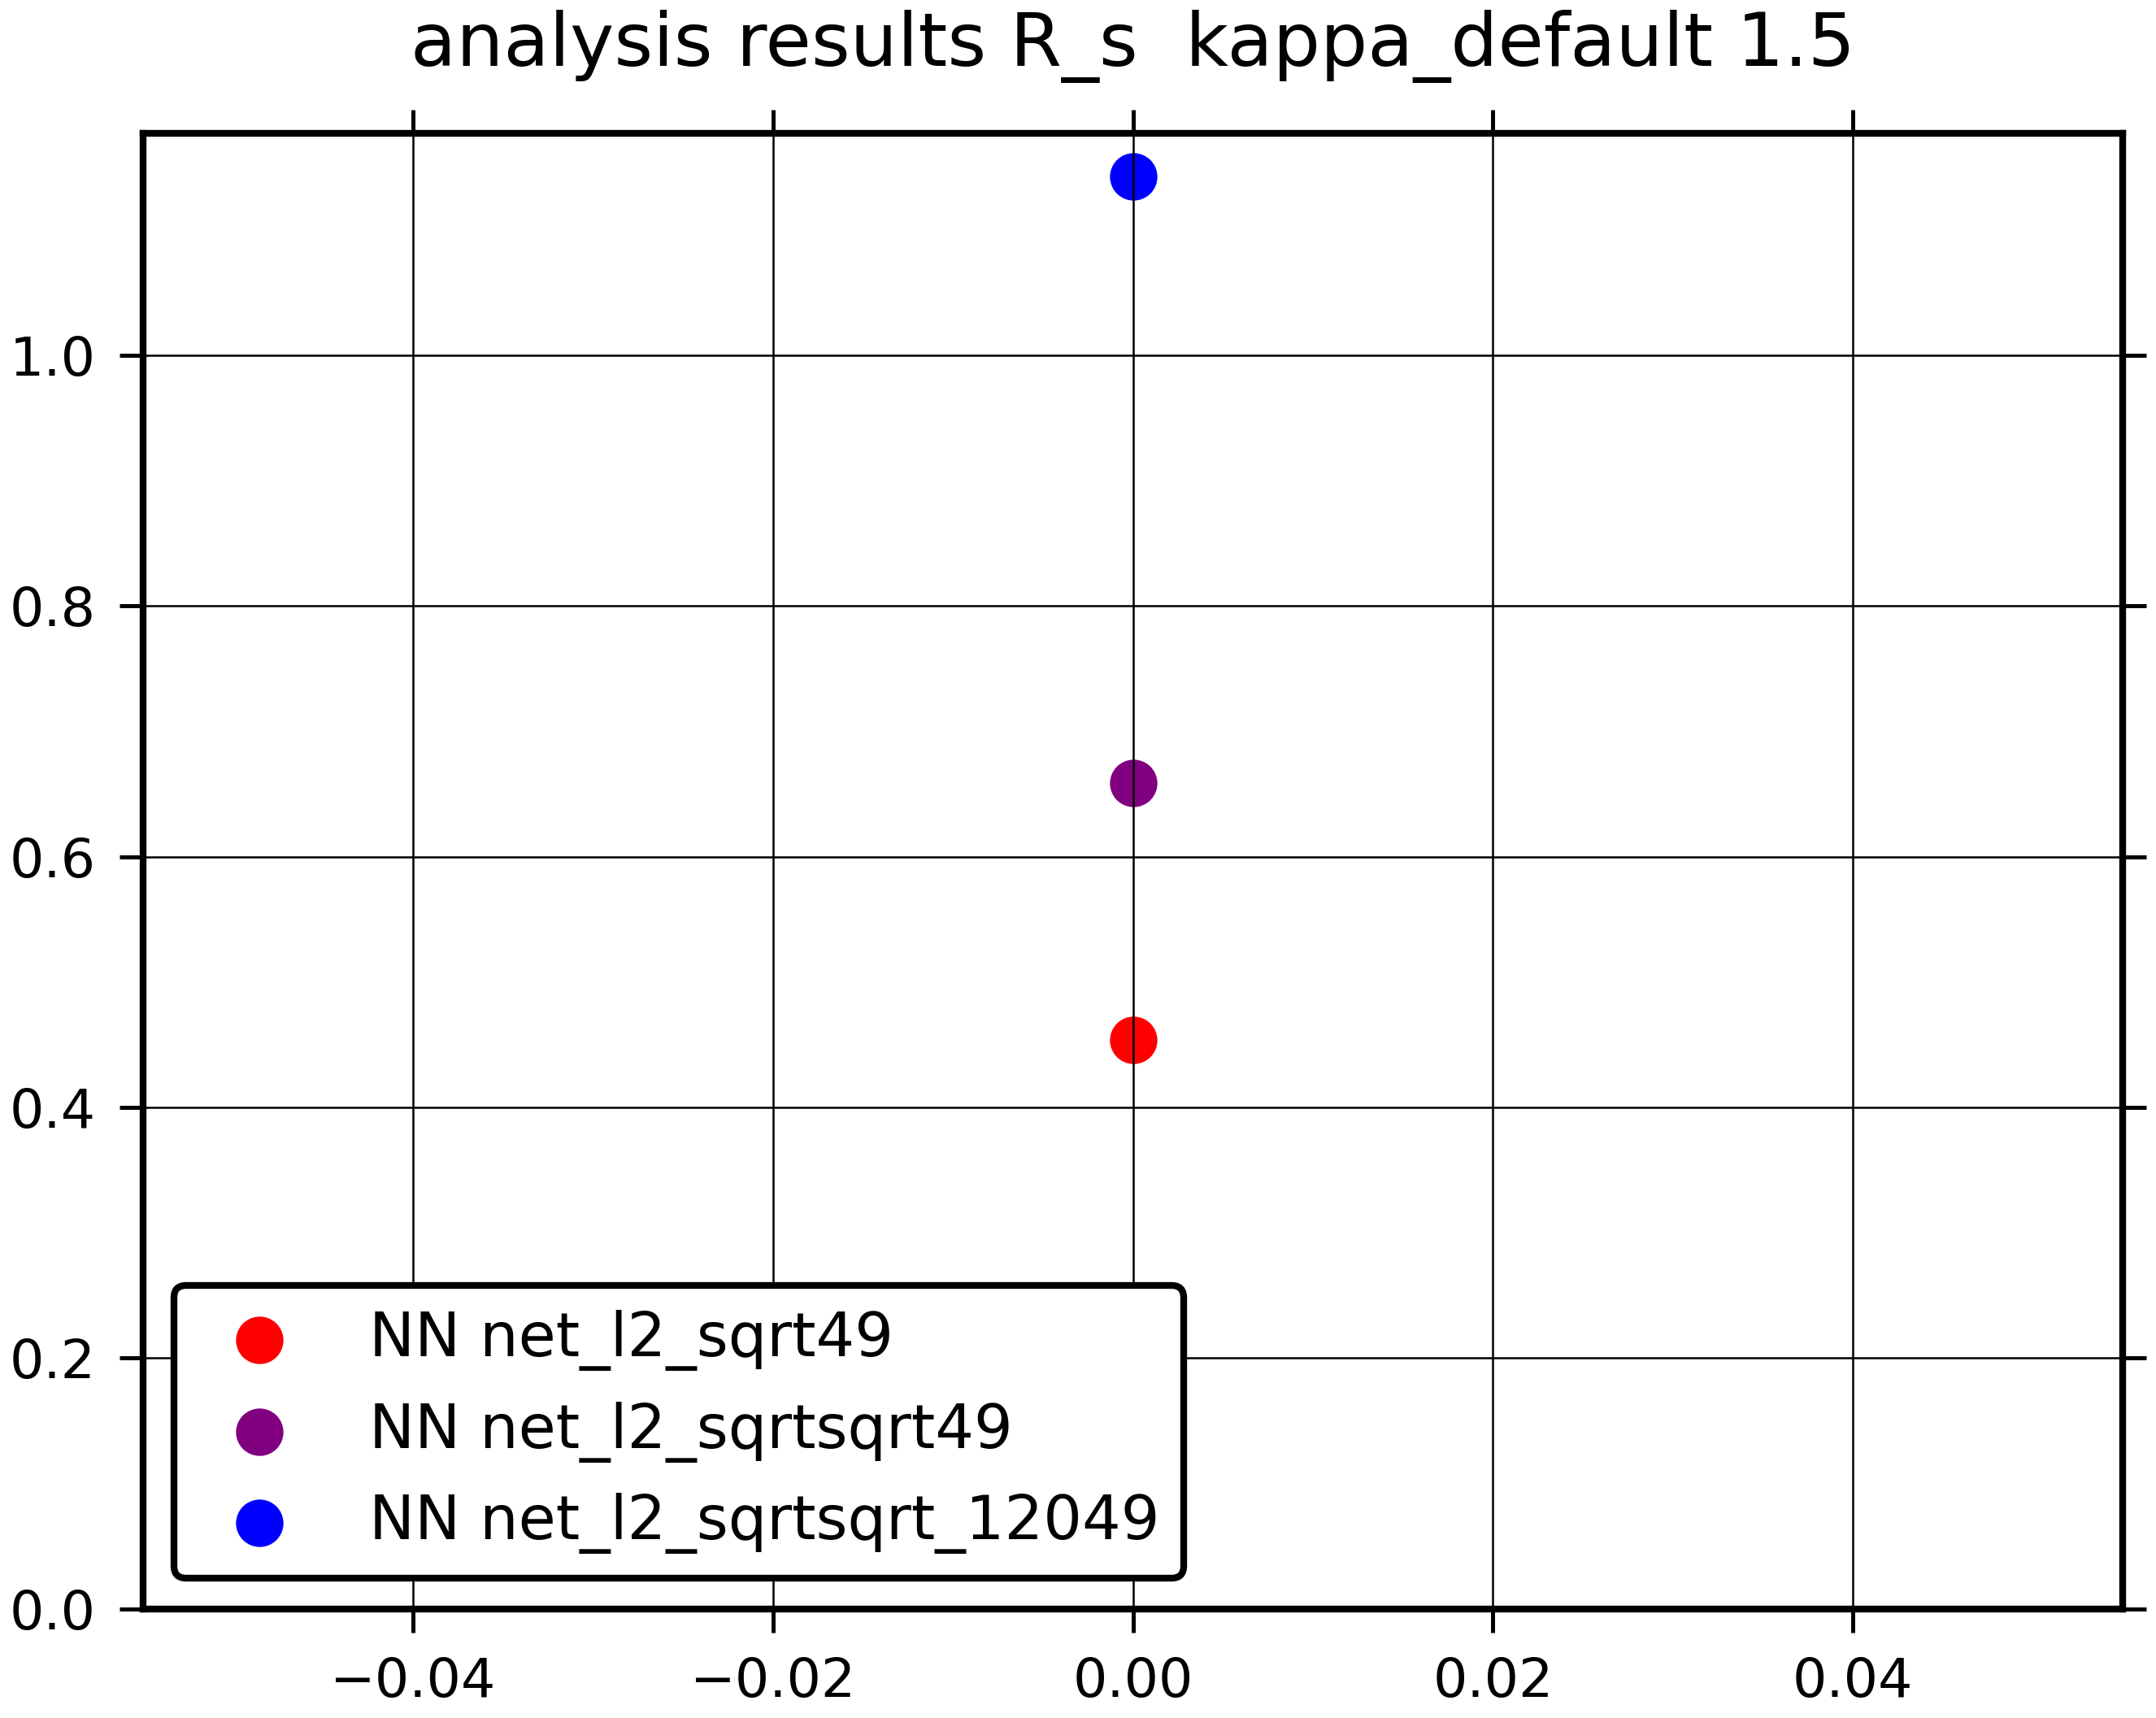 analysis results R_s  kappa_default 1.5
1.0
0.8
0.6
0.4
0.2
0.0
NN net_l2_sqrt49
NN net_l2_sqrtsqrt49
NN net_l2_sqrtsqrt_12049
−0.04 −0.02 0.00 0.02 0.04